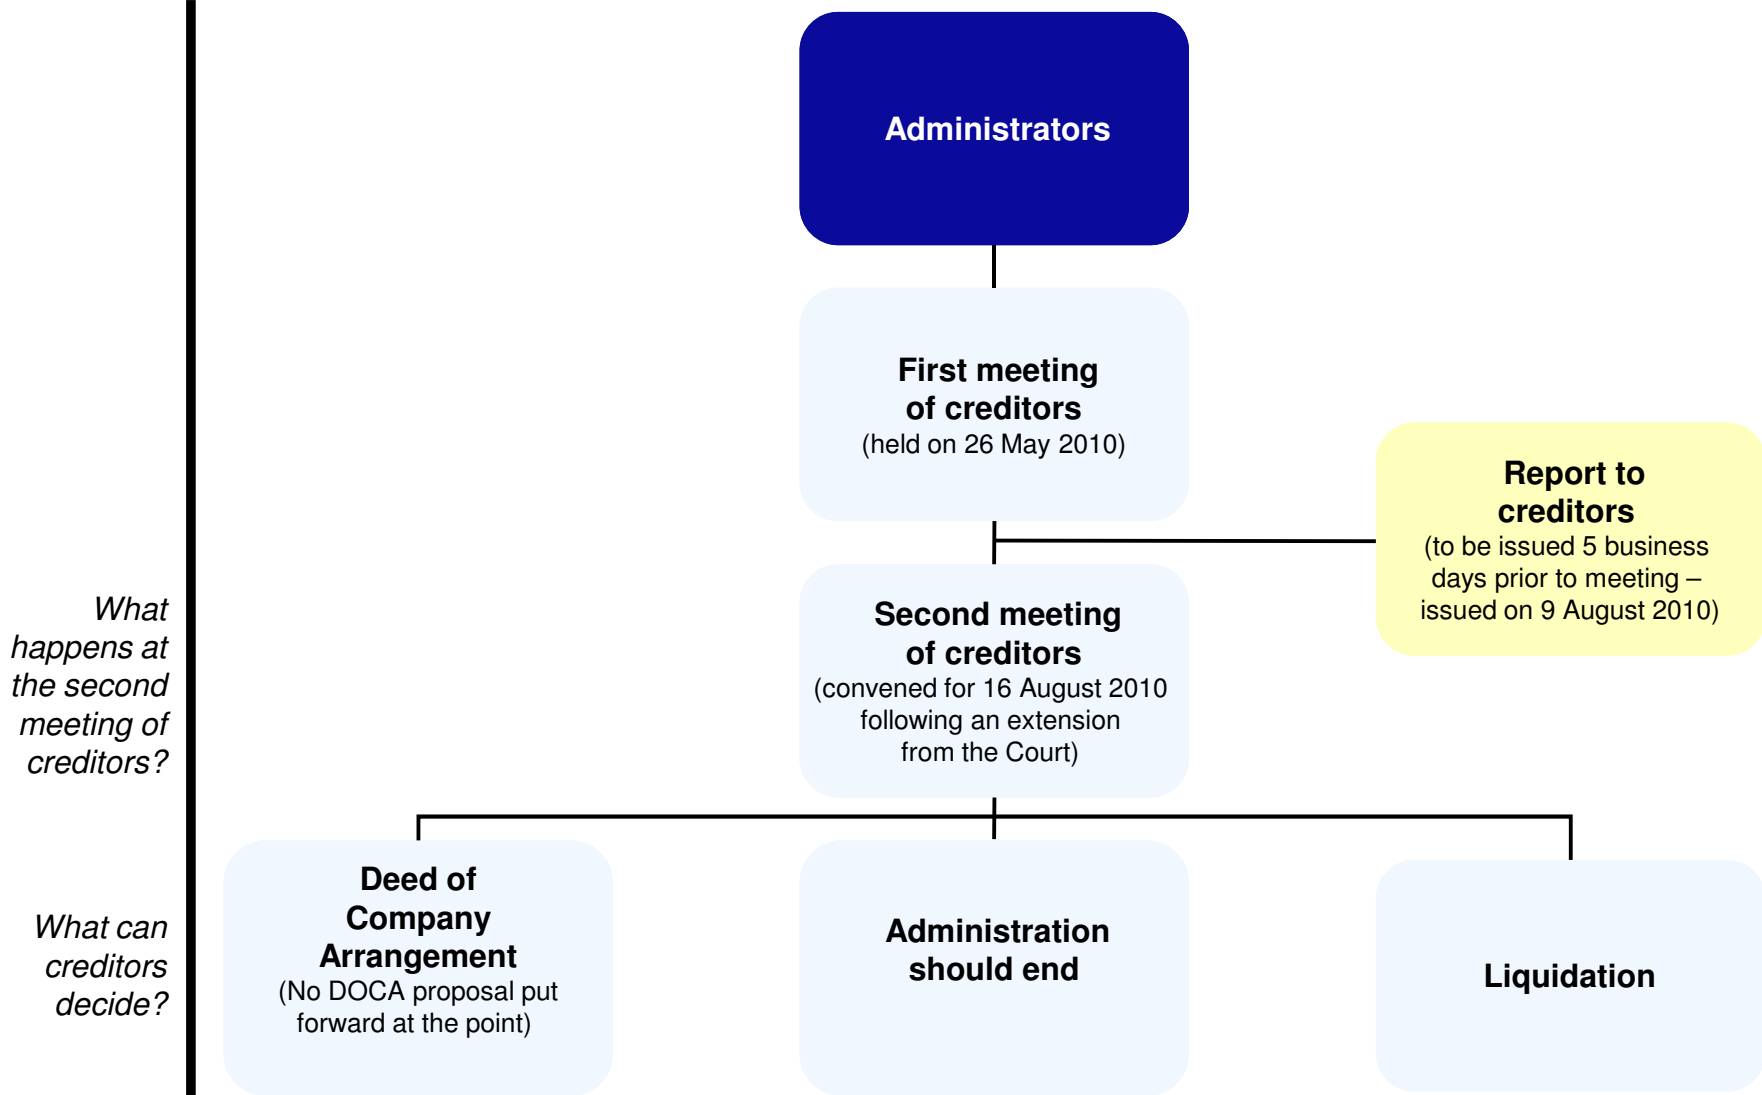 Administrators
First meeting
of creditors
(held on 26 May 2010)
Report to
creditors
(to be issued 5 business
days prior to meeting –
issued on 9 August 2010)
What
happens at
the second
meeting of
creditors?
Second meeting
of creditors
(convened for 16 August 2010
following an extension
from the Court)
What can
creditors
decide?
Deed of
Company
Arrangement
(No DOCA proposal put
forward at the point)
Administration
should end
Liquidation